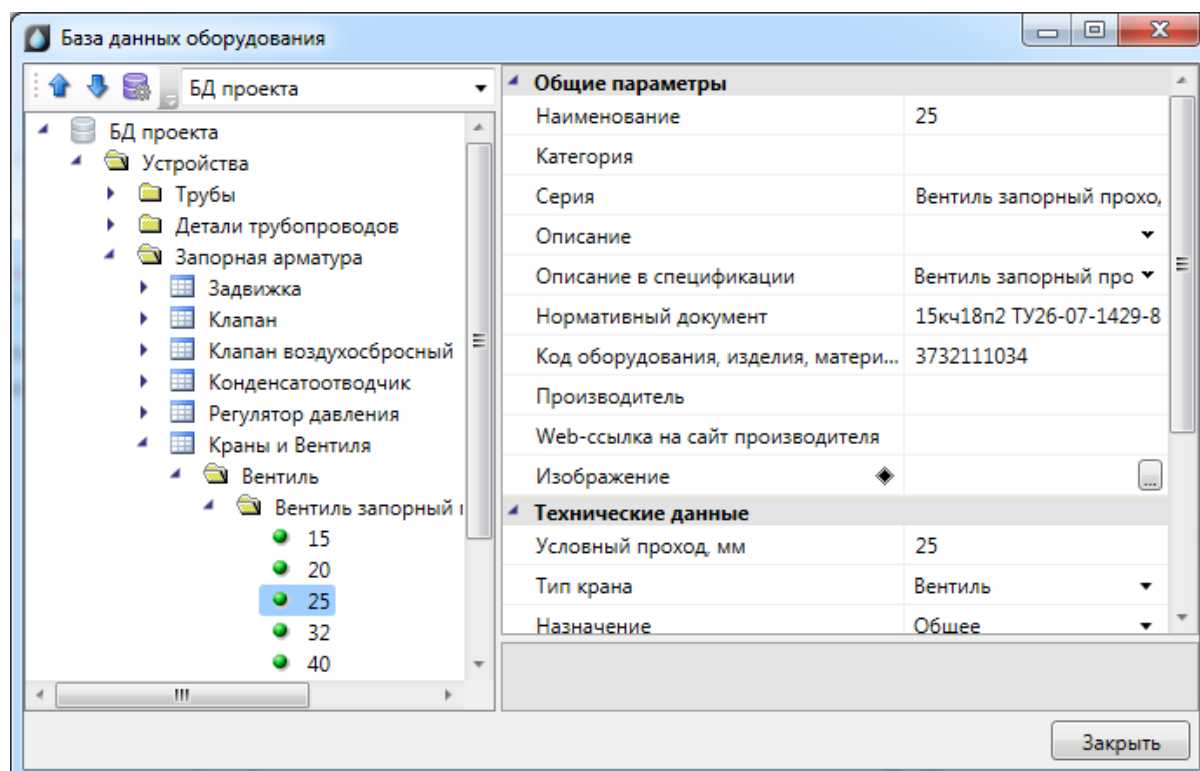 База данных оборудования
БД проекта
БД проекта
Устройства
Трубы
Детали трубопроводов
Запорная арматура
Задвижка
Клапан
Клапан воздухосбросный
Конденсатоотводчик
Регулятор давления
Краны и Вентиля
Вентиль
Вентиль запорный
15
20
25
32
40
Общие параметры
Наименование 25
Категория
Серия Вентиль запорный прохо
Описание
Описание в спецификации Вентиль запорный про
Нормативный документ 15кч18п2 ТУ26-07-1429-8
Код оборудования, изделия, матери... 3732111034
Производитель
Web-ссылка на сайт производителя
Изображение ...
Технические данные
Условный проход, мм 25
Тип крана Вентиль
Назначение Общее
Закрыть